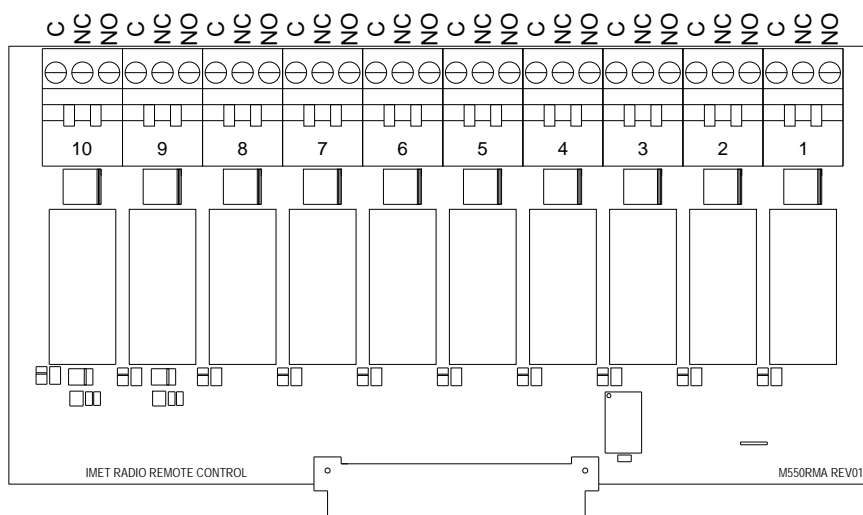 C NC NO C NC NO C NC NO C NC NO C NC NO C NC NO C NC NO C NC NO C NC NO C NC NO
10 9 8 7 6 5 4 3 2 1
IMET RADIO REMOTE CONTROL M550RMA REV01